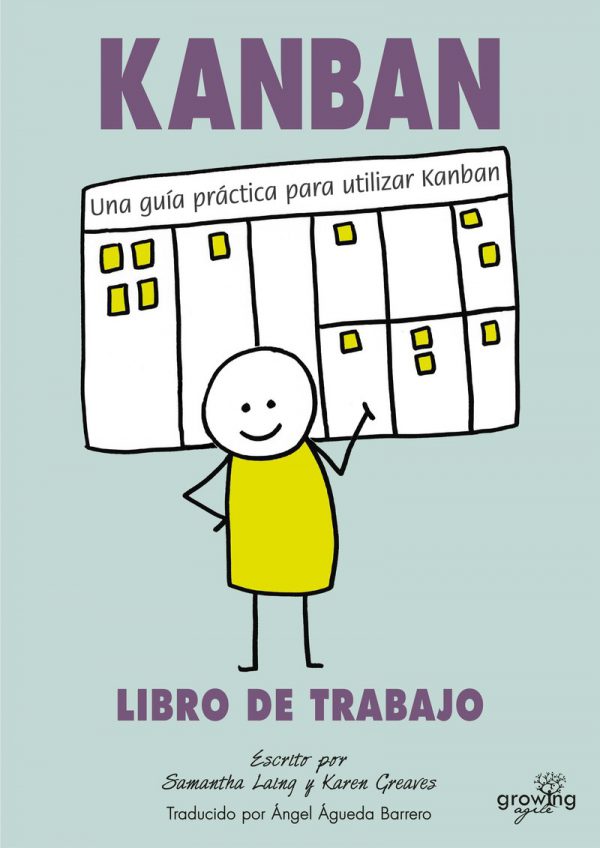 KANBAN
Una guía práctica para utilizar Kanban
LIBRO DE TRABAJO
Escrito por
Samantha Laing y Karen Greaves
Traducido por Ángel Águeda Barrero
growing
agile